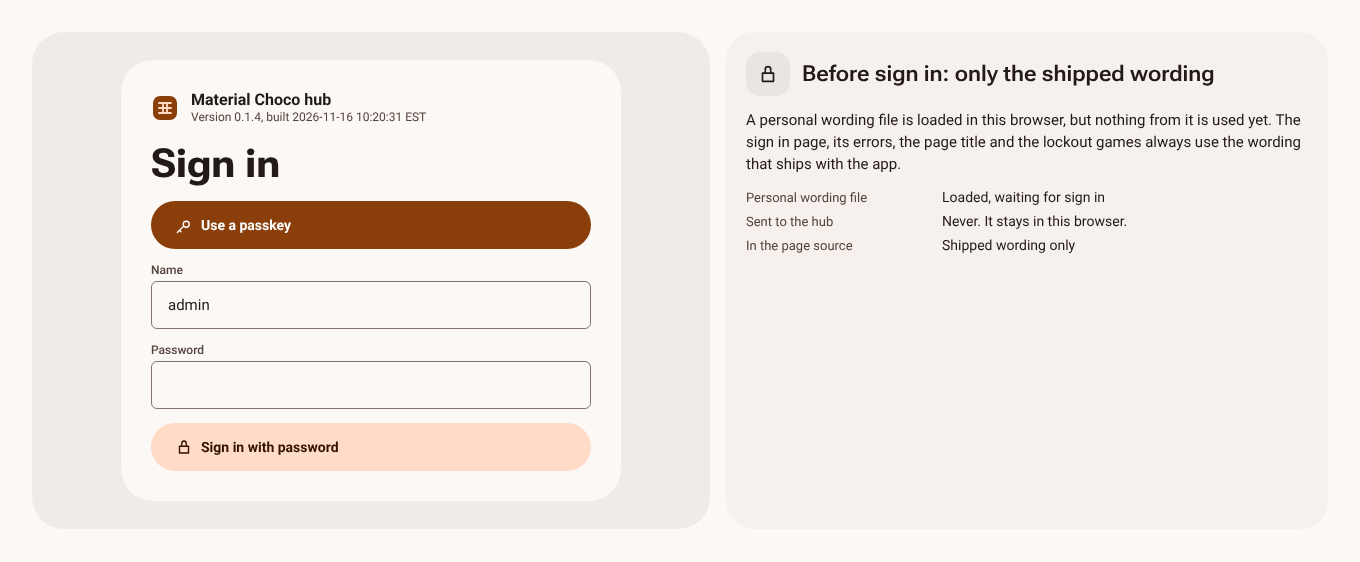 Material Choco hub
Version 0.1.4, built 2026-11-16 10:20:31 EST
Sign in
Use a passkey
Name
admin
Password
Sign in with password
Before sign in: only the shipped wording
A personal wording file is loaded in this browser, but nothing from it is used yet. The
sign in page, its errors, the page title and the lockout games always use the wording
that ships with the app.
Personal wording file Loaded, waiting for sign in
Sent to the hub Never. It stays in this browser.
In the page source Shipped wording only